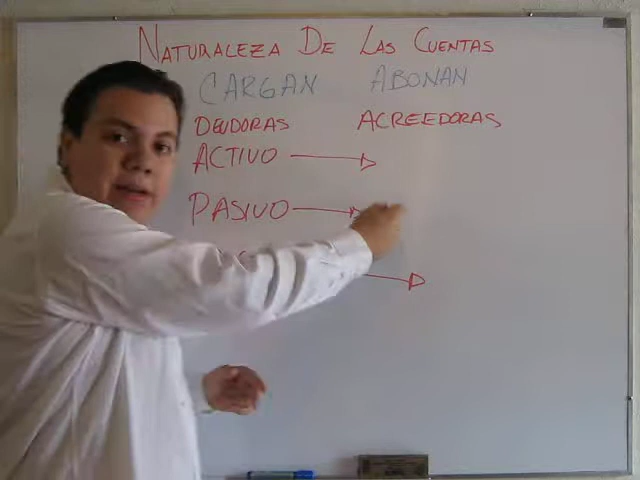 NATURALEZA DE LAS CUENTAS
CARGAN ABONAN
DEUDORAS ACREEDORAS
ACTIVO
PASIVO